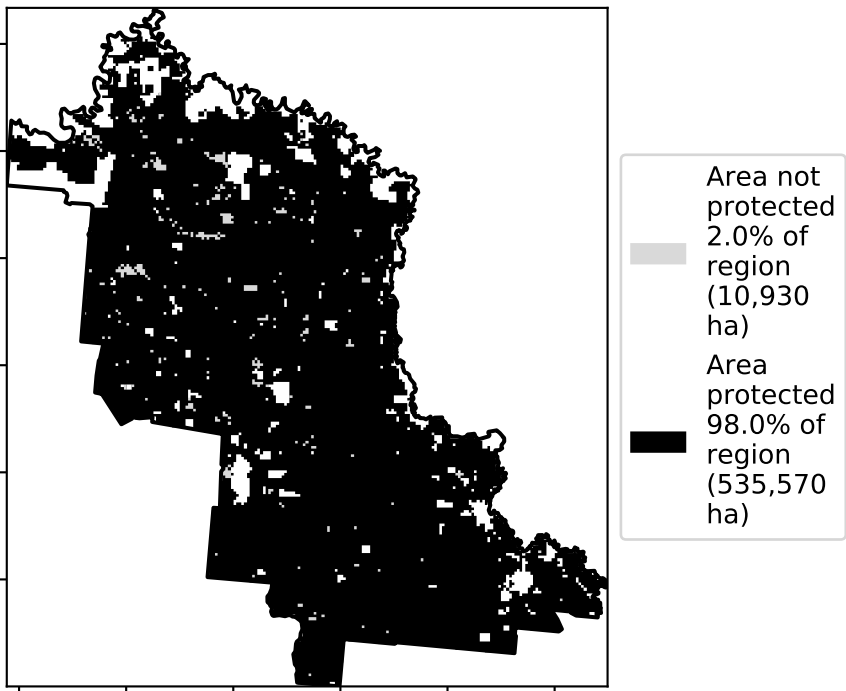 Area not
protected
2.0% of
region
(10,930
ha)
Area
protected
98.0% of
region
(535,570
ha)